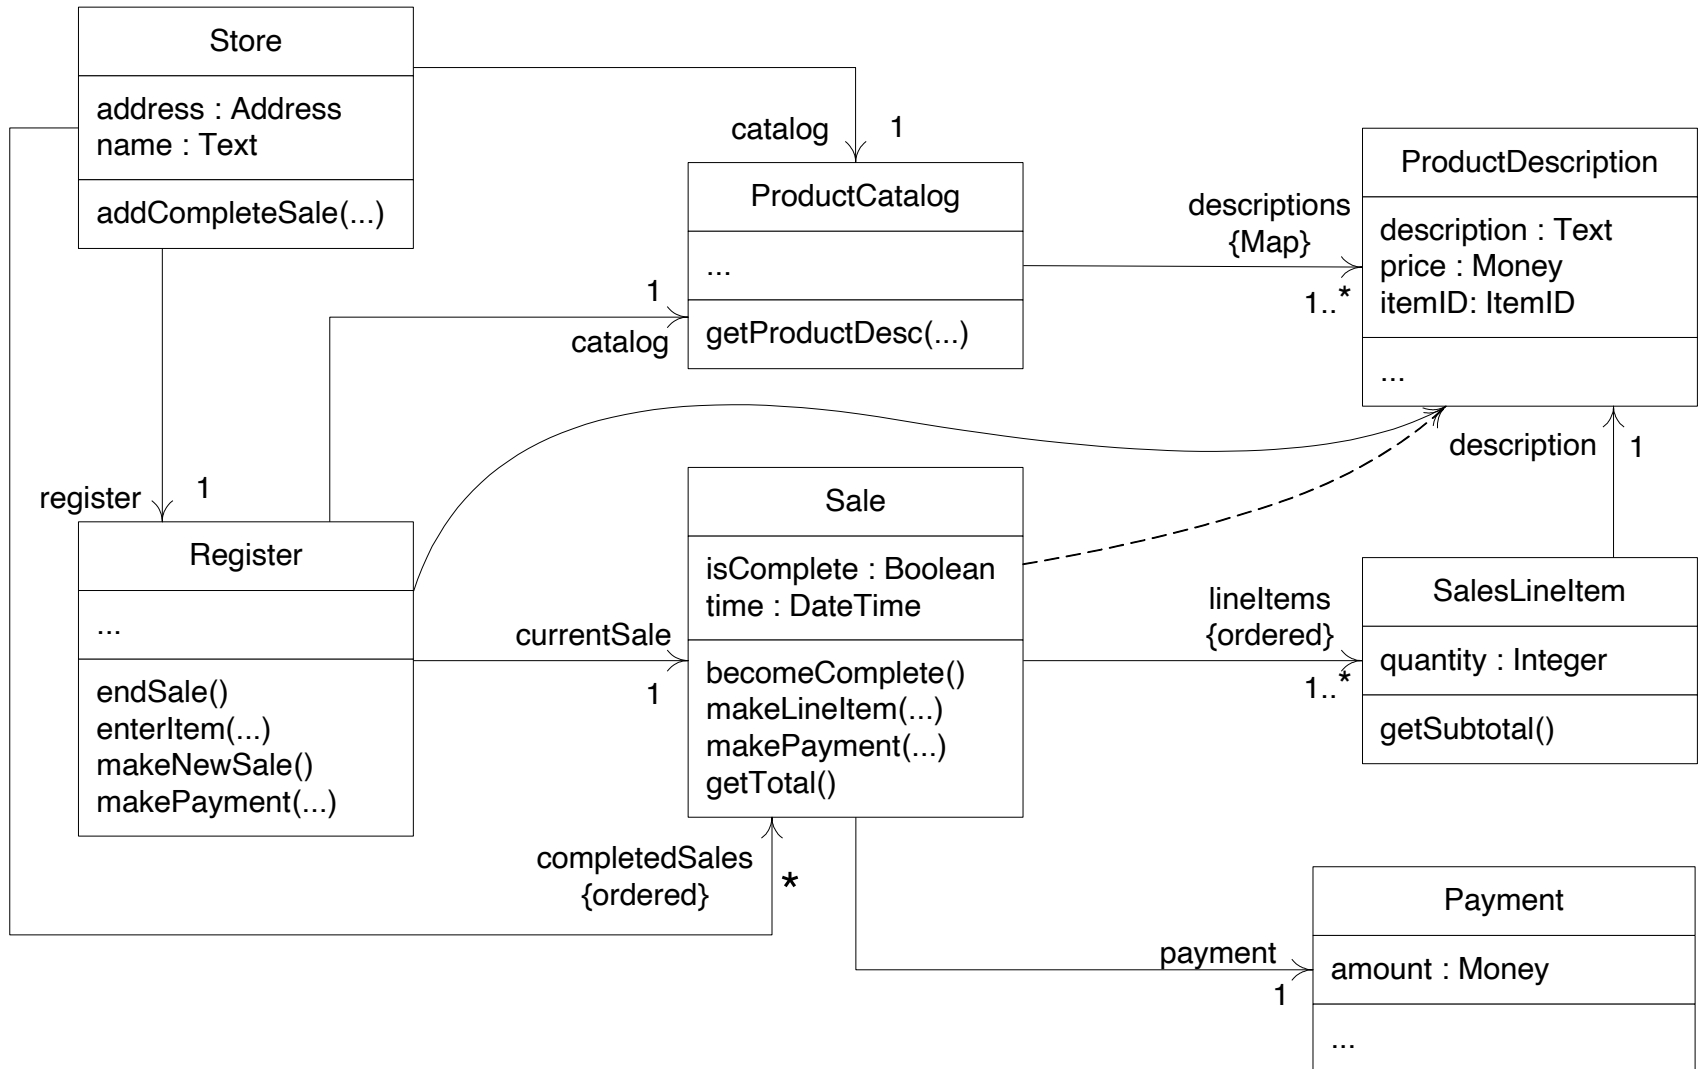 Store
address : Address
name : Text
addCompleteSale(...)
catalog
1
ProductCatalog
...
getProductDesc(...)
descriptions
{Map}
1..*
ProductDescription
description : Text
price : Money
itemID: ItemID
...
1
catalog
description
1
register
1
Register
...
endSale()
enterItem(...)
makeNewSale()
makePayment(...)
currentSale
1
Sale
isComplete : Boolean
time : DateTime
becomeComplete()
makeLineItem(...)
makePayment(...)
getTotal()
lineItems
{ordered}
1..*
SalesLineItem
quantity : Integer
getSubtotal()
completedSales
{ordered}
*
payment
1
Payment
amount : Money
...